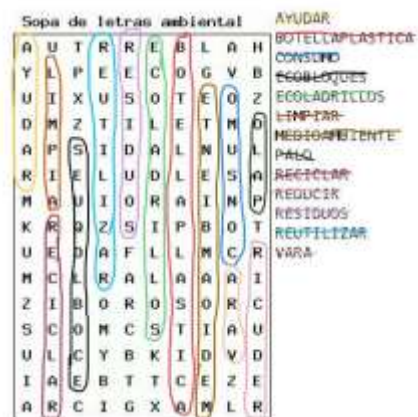 Sopa de letras ambiental
A U T R R E B L A H
Y L P E E C O G V B
U I X U S O T E O Z
D M Z T I L E T M O
A P S I D A L N U L
R I E L U D L E S A
M A U I O R A I N P
K R Q Z S I P B O T
U E O A F L L M C R
M C L R A L A A A I
Z I B O L O S O R C
S C O M C S T I A U
U L C Y B K I D V D
I A E B T T C E Z E
A R C I G X A M L R
AYUDAR
BOTELLAPLASTICA
CONSUMO
ECOBLOQUES
ECOLADRILLOS
LIMPIAR
MEDIOAMBIENTE
PALO
RECICLAR
REDUCIR
RESIDUOS
REUTILIZAR
VARA